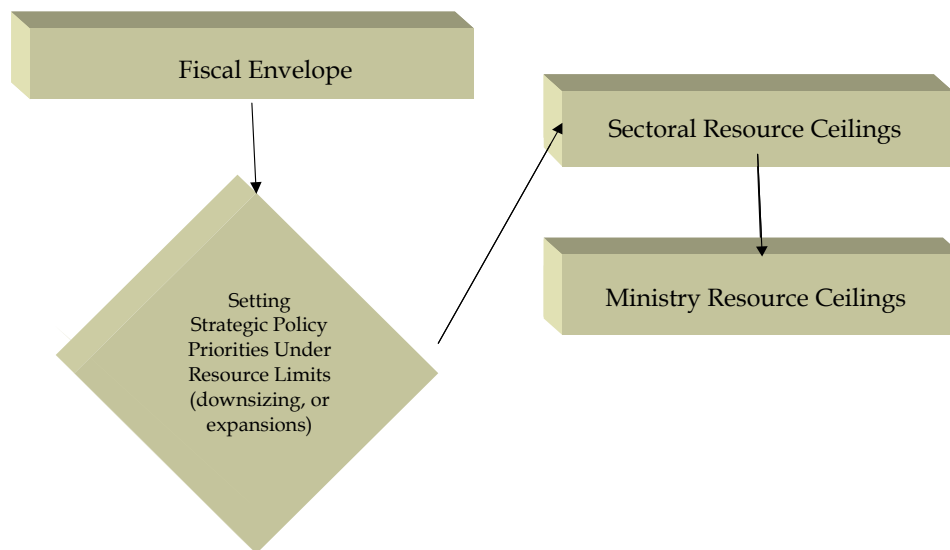 Fiscal Envelope
Setting
Strategic Policy
Priorities Under
Resource Limits
(downsizing, or
expansions)
Sectoral Resource Ceilings
Ministry Resource Ceilings